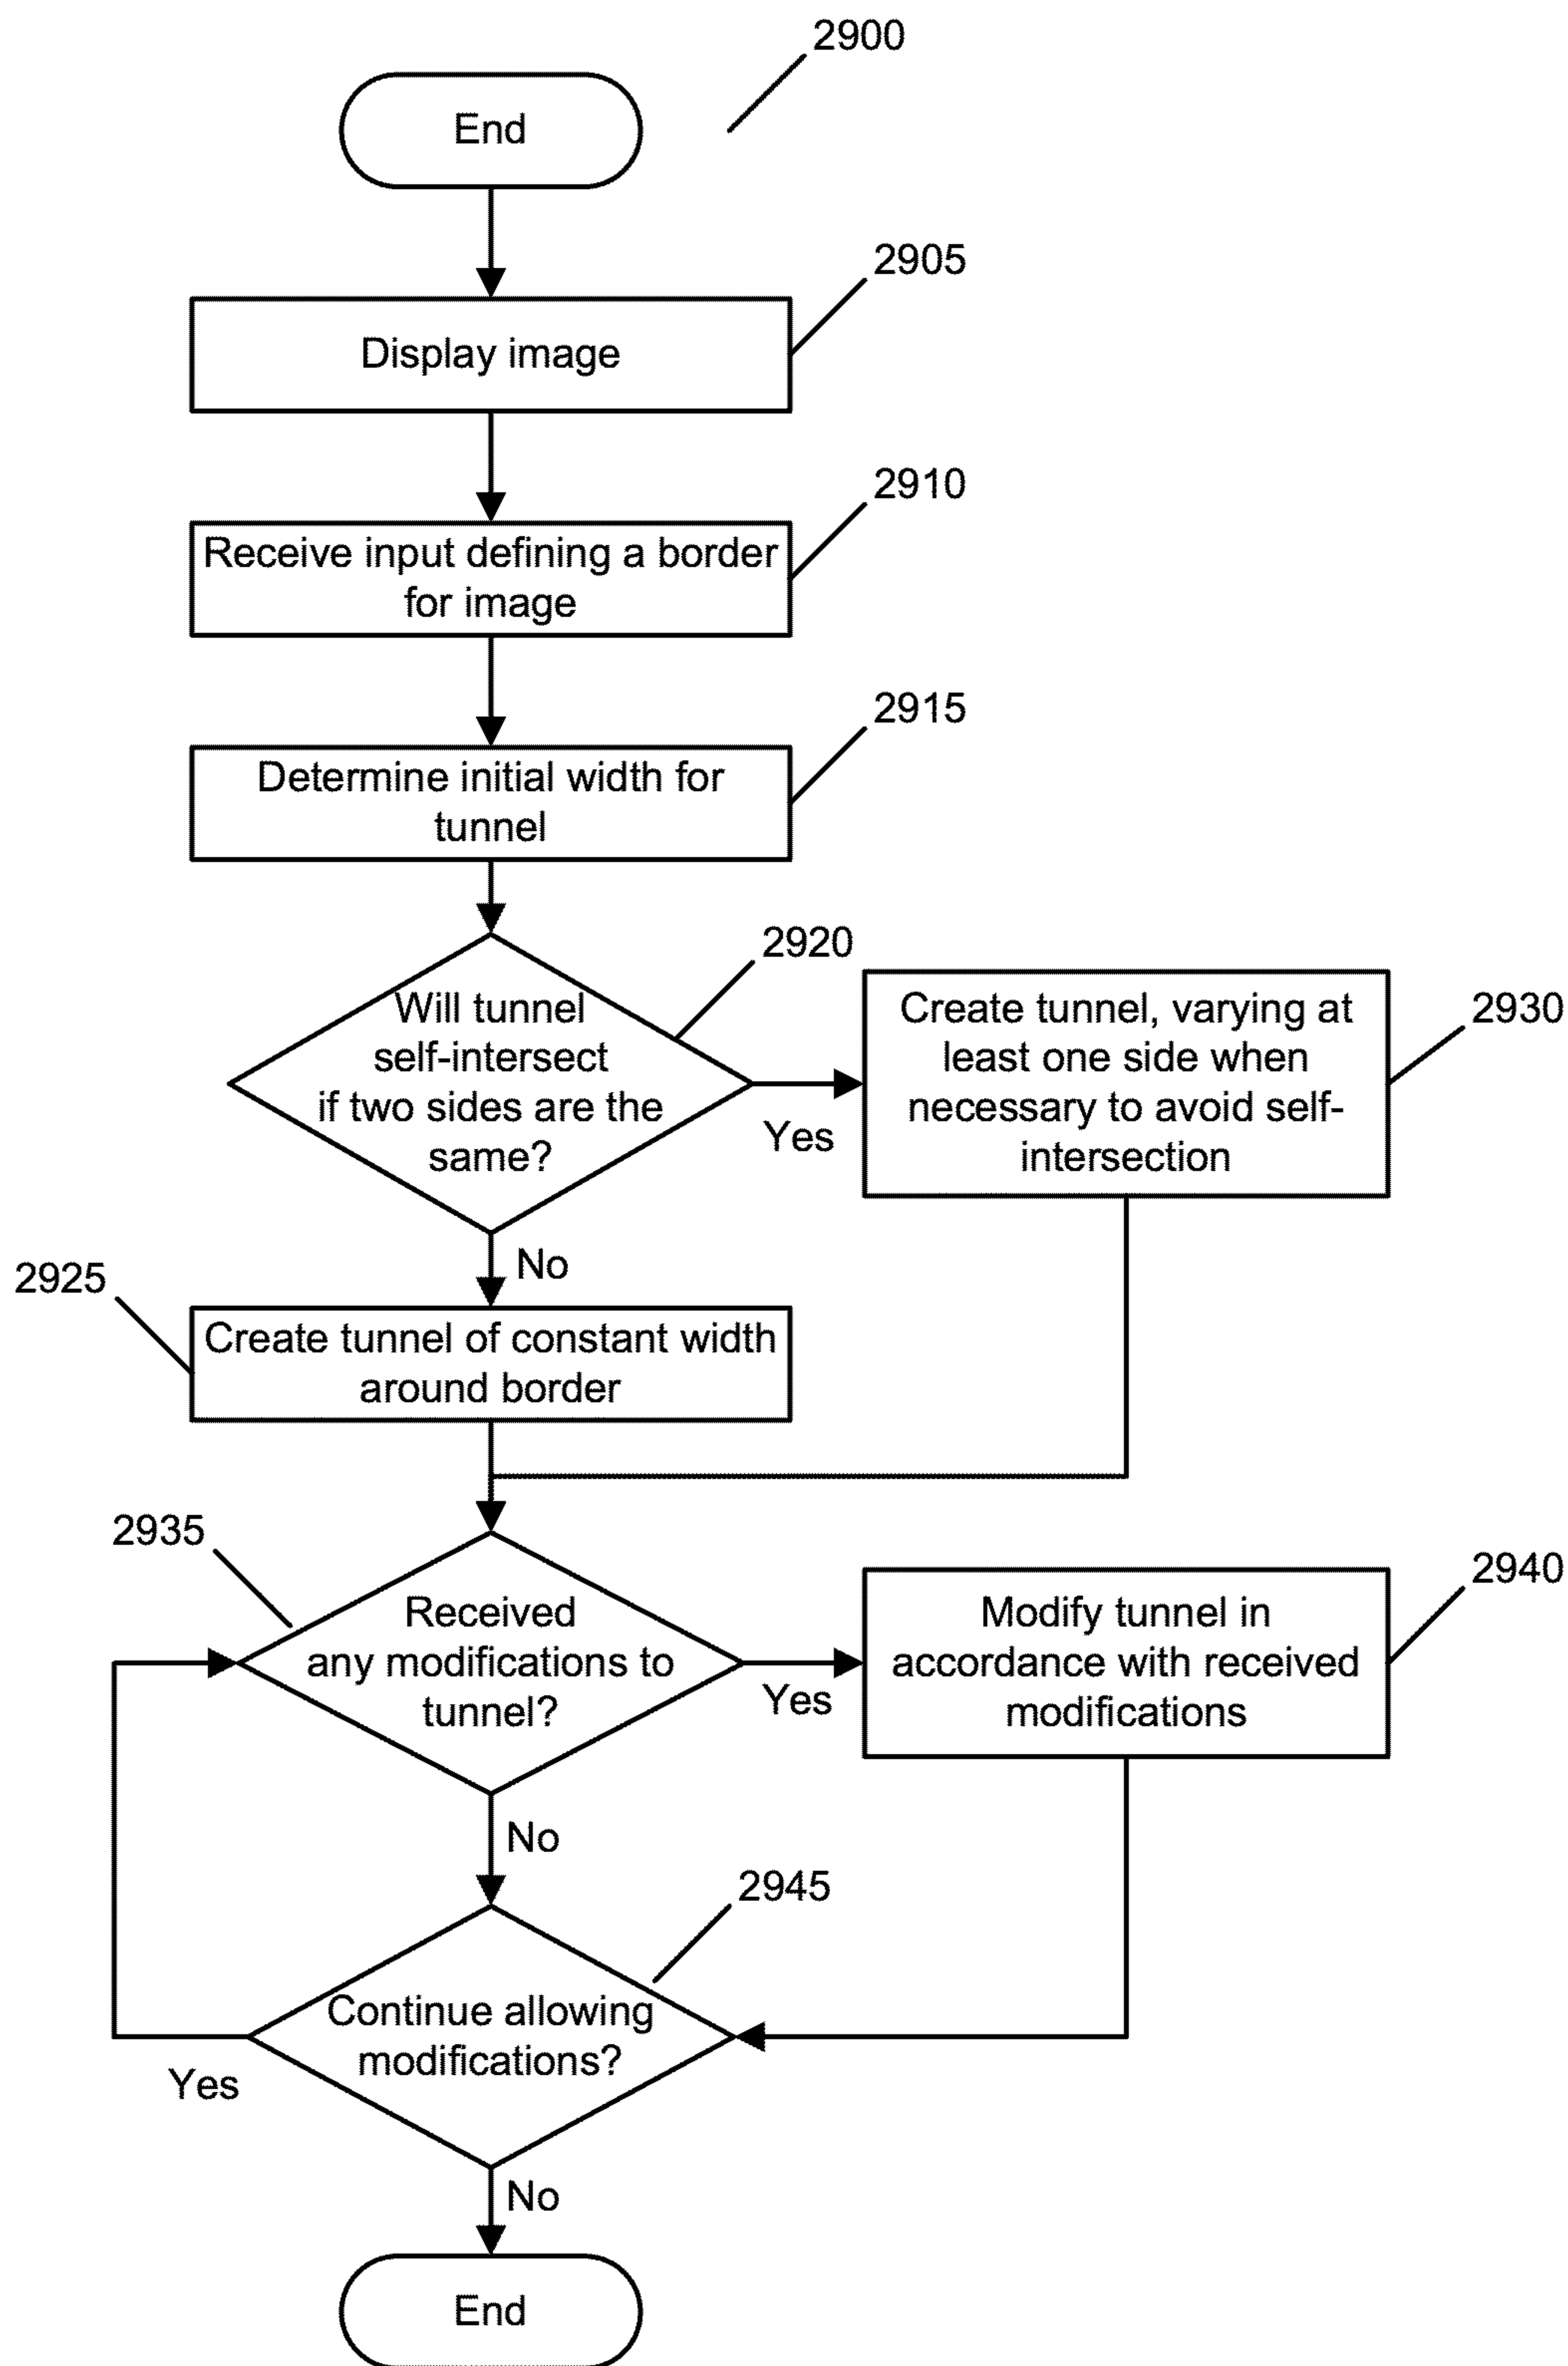 2900
End
2905
Display image
2910
Receive input defining a border
for image
2915
Determine initial width for
tunnel
2920
Will tunnel
self-intersect
if two sides are the
same?
Yes
2930
Create tunnel, varying at
least one side when
necessary to avoid self-
intersection
No
2925
Create tunnel of constant width
around border
2935
Received
any modifications to
tunnel?
Yes
2940
Modify tunnel in
accordance with received
modifications
No
2945
Continue allowing
modifications?
Yes
No
End